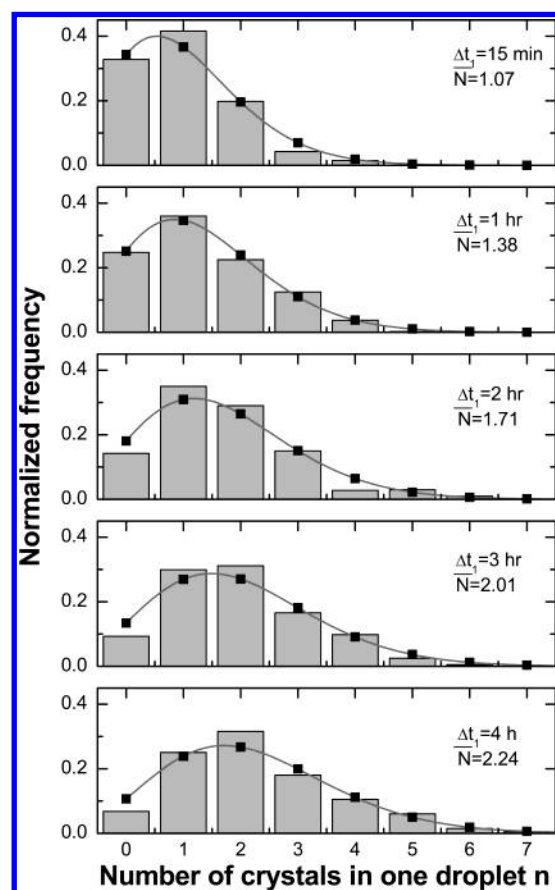 Normalized frequency
0.4
0.2
0.0
Δt₁=15 min
N̅=1.07
0.4
0.2
0.0
Δt₁=1 hr
N̅=1.38
0.4
0.2
0.0
Δt₁=2 hr
N̅=1.71
0.4
0.2
0.0
Δt₁=3 hr
N̅=2.01
0.4
0.2
0.0
Δt₁=4 h
N̅=2.24
0 1 2 3 4 5 6 7
Number of crystals in one droplet n